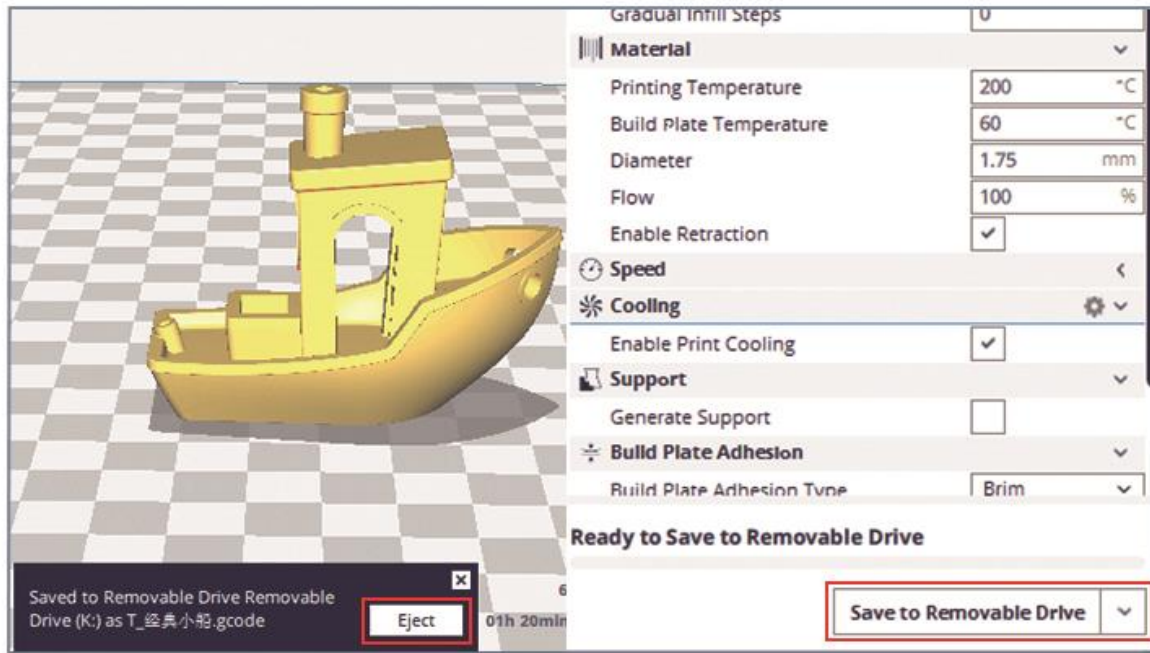 Gradual Infill Steps 0
Material
Printing Temperature 200 °C
Build Plate Temperature 60 °C
Diameter 1.75 mm
Flow 100 %
Enable Retraction
Speed
Cooling
Enable Print Cooling
Support
Generate Support
Build Plate Adhesion
Build Plate Adhesion Type Brim
Ready to Save to Removable Drive
Save to Removable Drive
Saved to Removable Drive Removable
Drive (K:) as T_经典小船.gcode
Eject
01h 20min